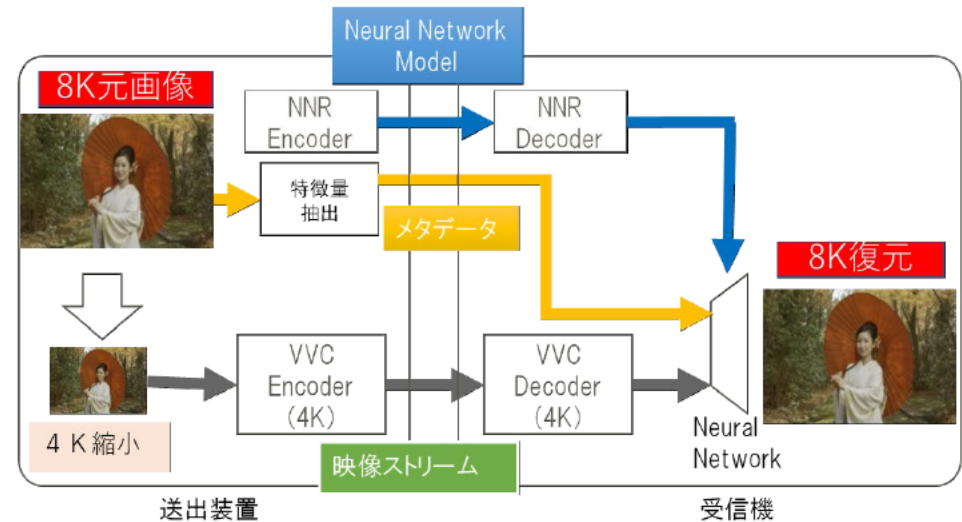 Neural Network
Model
8K元画像
NNR
Encoder
NNR
Decoder
特徴量
抽出
メタデータ
8K復元
VVC
Encoder
(4K)
VVC
Decoder
(4K)
Neural
Network
4K縮小
映像ストリーム
送出装置
受信機